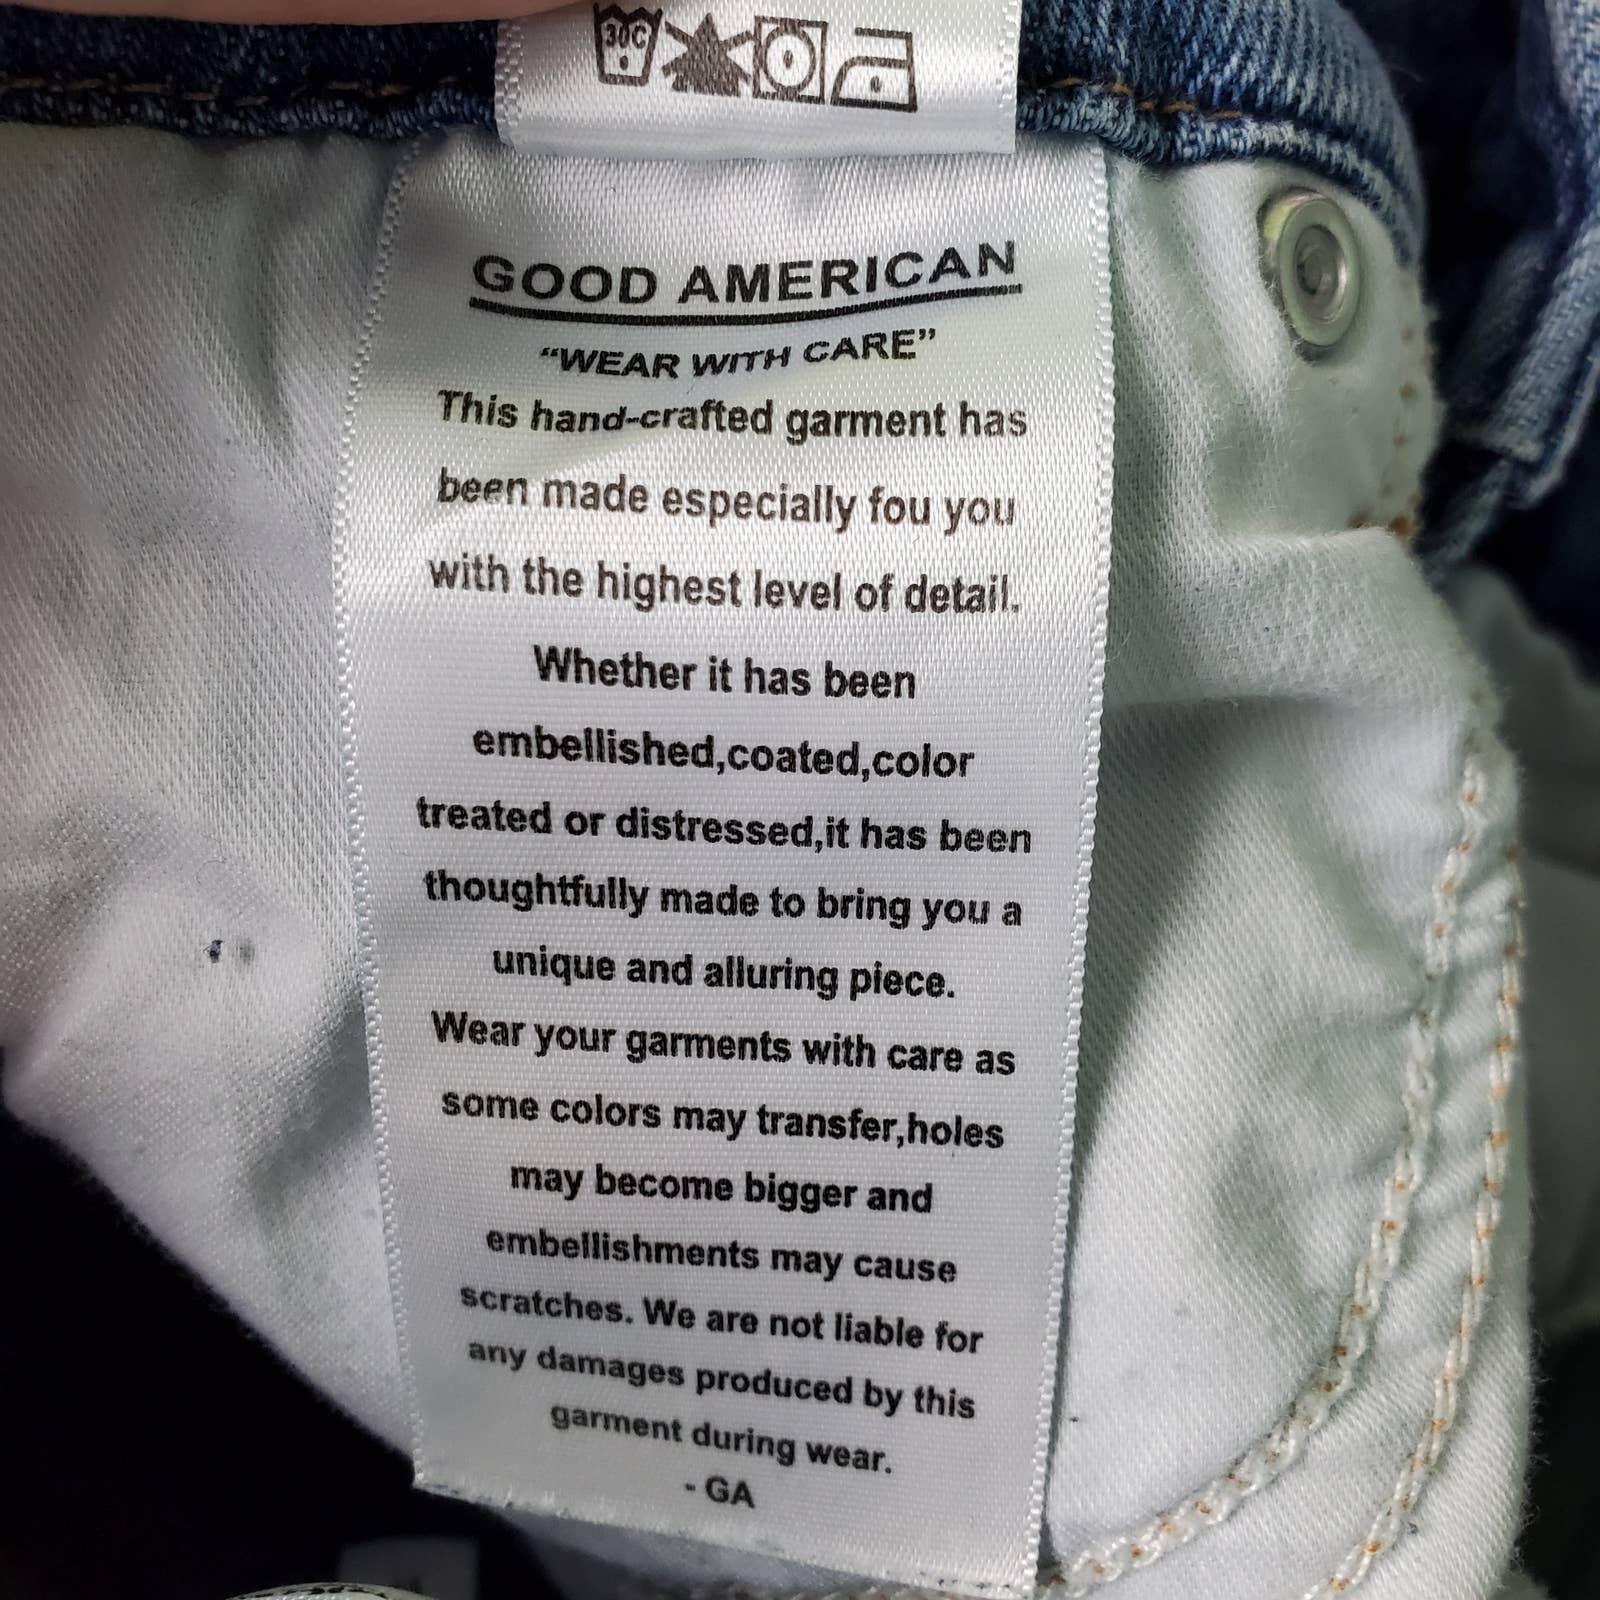 30C
GOOD AMERICAN
“WEAR WITH CARE”
This hand-crafted garment has
been made especially fou you
with the highest level of detail.
Whether it has been
embellished,coated,color
treated or distressed,it has been
thoughtfully made to bring you a
unique and alluring piece.
Wear your garments with care as
some colors may transfer,holes
may become bigger and
embellishments may cause
scratches. We are not liable for
any damages produced by this
garment during wear.
- GA